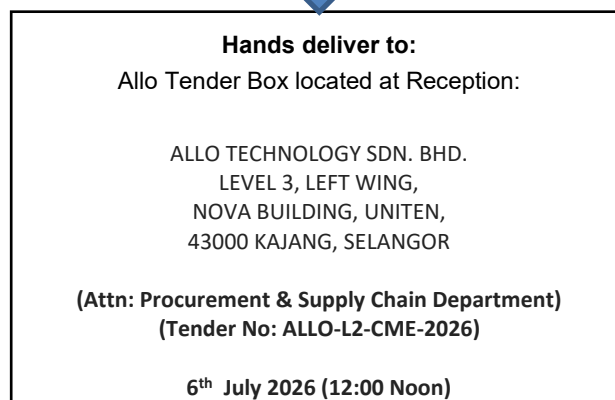 Hands deliver to:
Allo Tender Box located at Reception:
ALLO TECHNOLOGY SDN. BHD.
LEVEL 3, LEFT WING,
NOVA BUILDING, UNITEN,
43000 KAJANG, SELANGOR
(Attn: Procurement & Supply Chain Department)
(Tender No: ALLO-L2-CME-2026)
6th July 2026 (12:00 Noon)